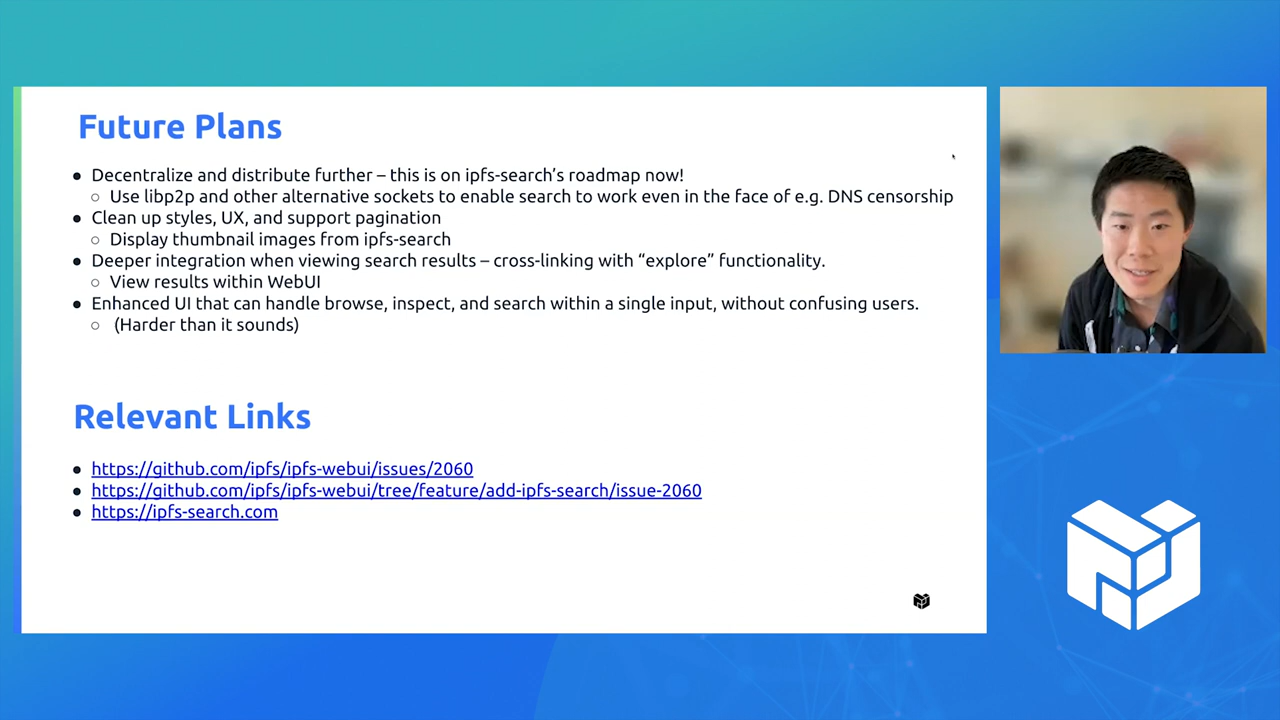 Future Plans
● Decentralize and distribute further – this is on ipfs-search’s roadmap now!
○ Use libp2p and other alternative sockets to enable search to work even in the face of e.g. DNS censorship
● Clean up styles, UX, and support pagination
○ Display thumbnail images from ipfs-search
● Deeper integration when viewing search results – cross-linking with “explore” functionality.
○ View results within WebUI
● Enhanced UI that can handle browse, inspect, and search within a single input, without confusing users.
○ (Harder than it sounds)
Relevant Links
● https://github.com/ipfs/ipfs-webui/issues/2060
● https://github.com/ipfs/ipfs-webui/tree/feature/add-ipfs-search/issue-2060
● https://ipfs-search.com